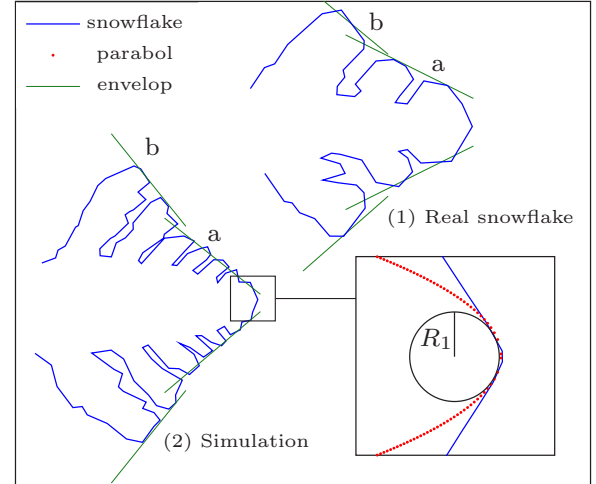 snowflake
parabol
envelop
b
a
(1) Real snowflake
b
a
R₁
(2) Simulation